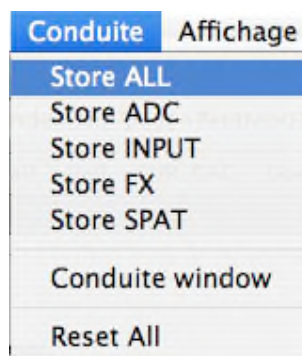 Conduite Affichage
Store ALL
Store ADC
Store INPUT
Store FX
Store SPAT
Conduite window
Reset All